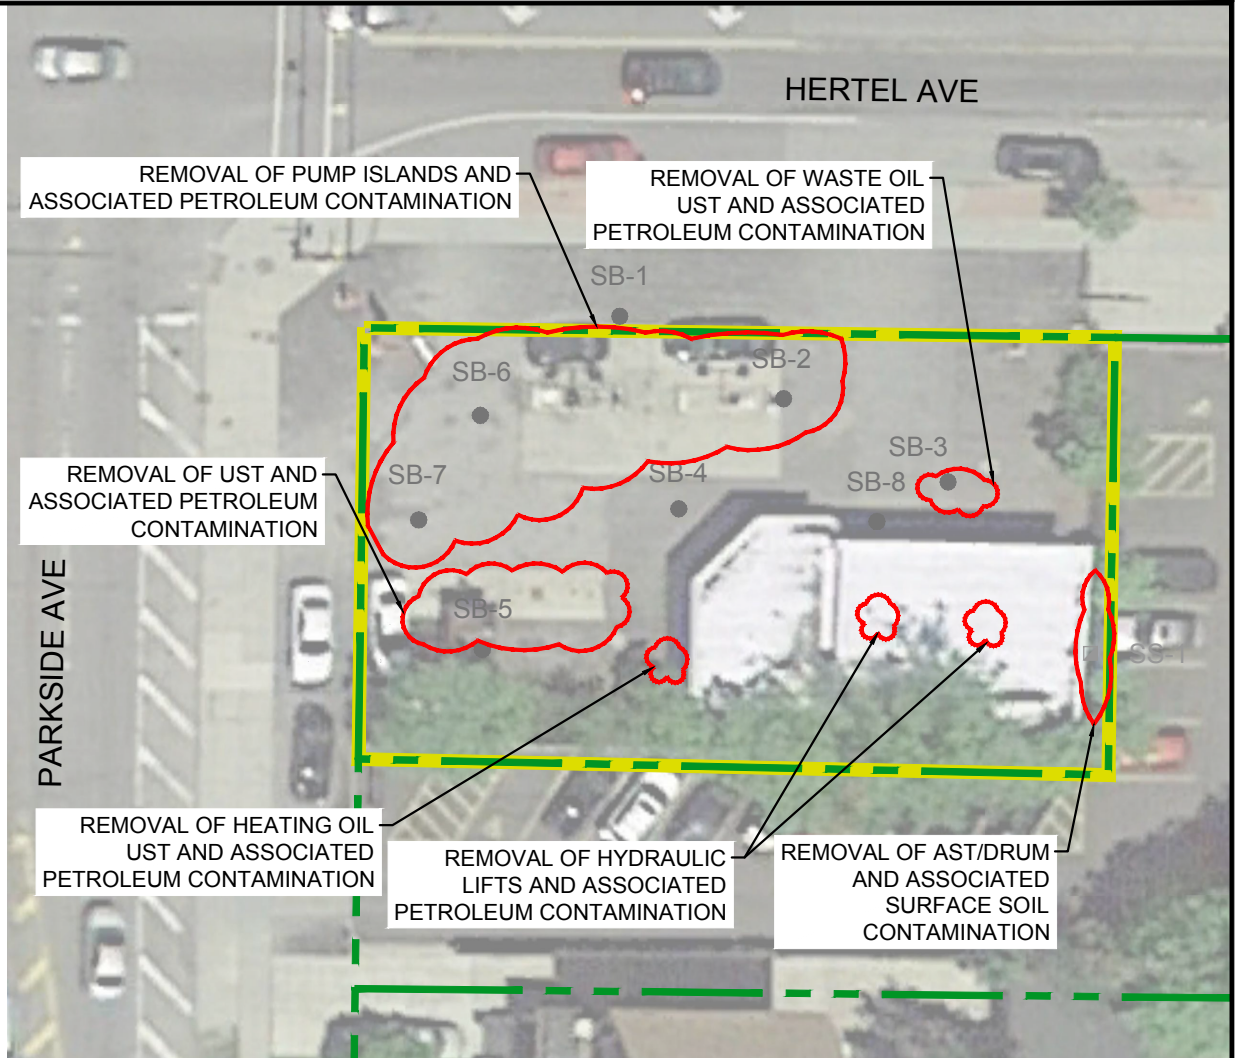 HERTEL AVE
REMOVAL OF PUMP ISLANDS AND
ASSOCIATED PETROLEUM CONTAMINATION
REMOVAL OF WASTE OIL
UST AND ASSOCIATED
PETROLEUM CONTAMINATION
SB-1
SB-2
SB-6
SB-3
SB-7
SB-4
SB-8
REMOVAL OF UST AND
ASSOCIATED PETROLEUM
CONTAMINATION
SB-5
SS-1
PARKSIDE AVE
REMOVAL OF HEATING OIL
UST AND ASSOCIATED
PETROLEUM CONTAMINATION
REMOVAL OF HYDRAULIC
LIFTS AND ASSOCIATED
PETROLEUM CONTAMINATION
REMOVAL OF AST/DRUM
AND ASSOCIATED
SURFACE SOIL
CONTAMINATION